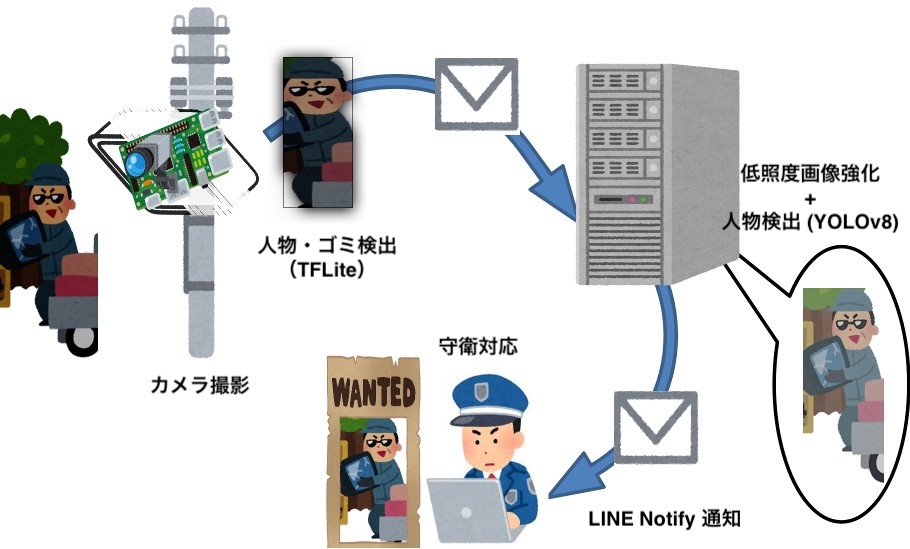 低照度画像強化
+
人物検出 (YOLOv8)
人物・ゴミ検出
（TFLite）
カメラ撮影
守衛対応
WANTED
LINE Notify 通知